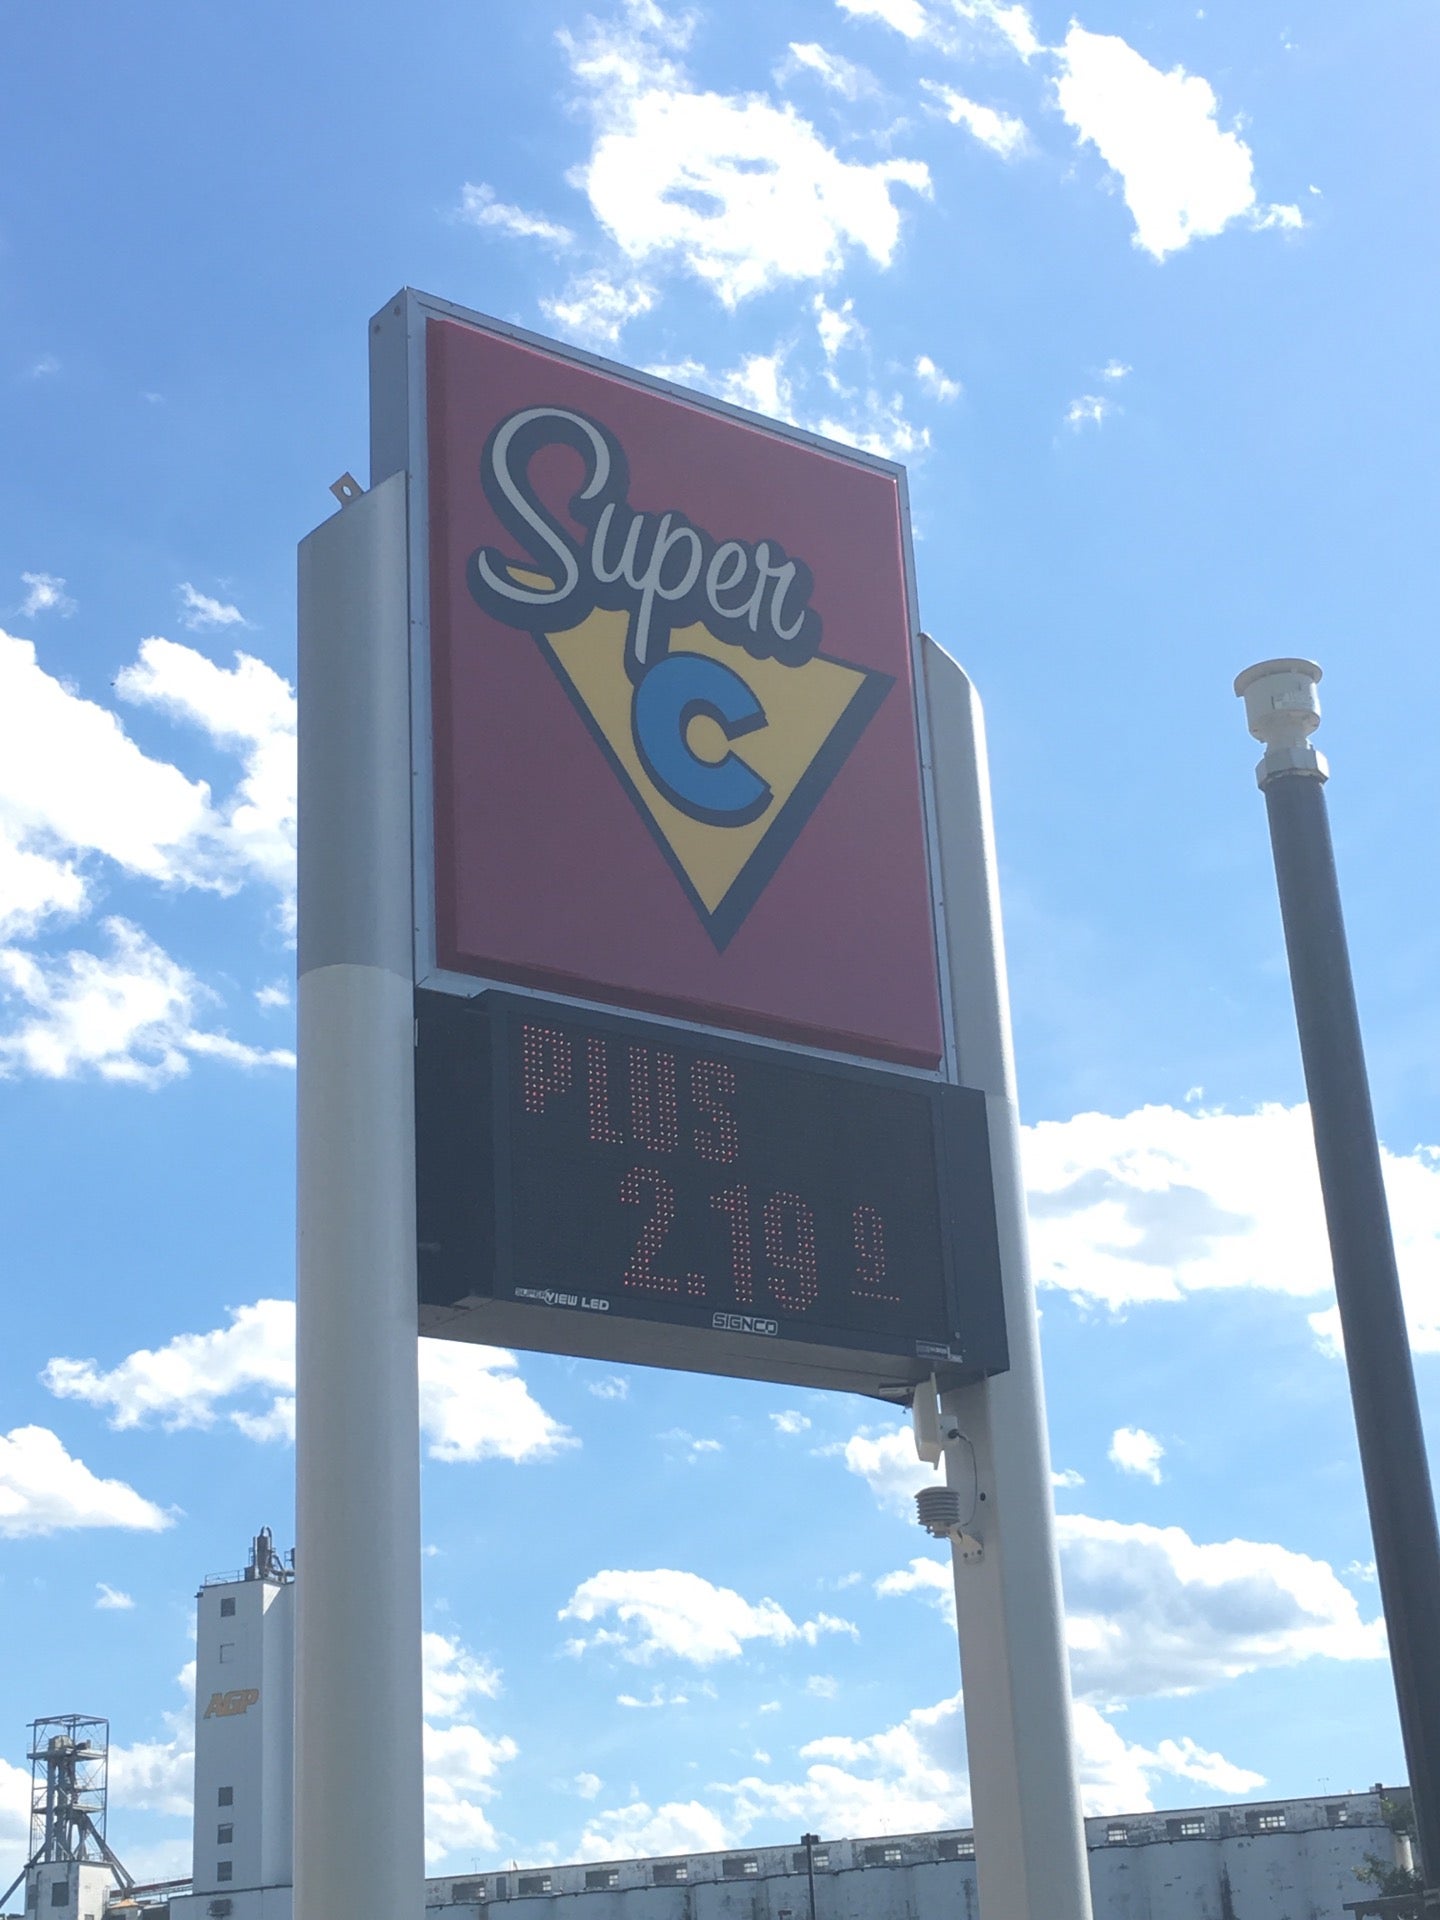 Super
C
PLUS
2.19 9
SUPERVIEW LED
SIGNCO
AGP